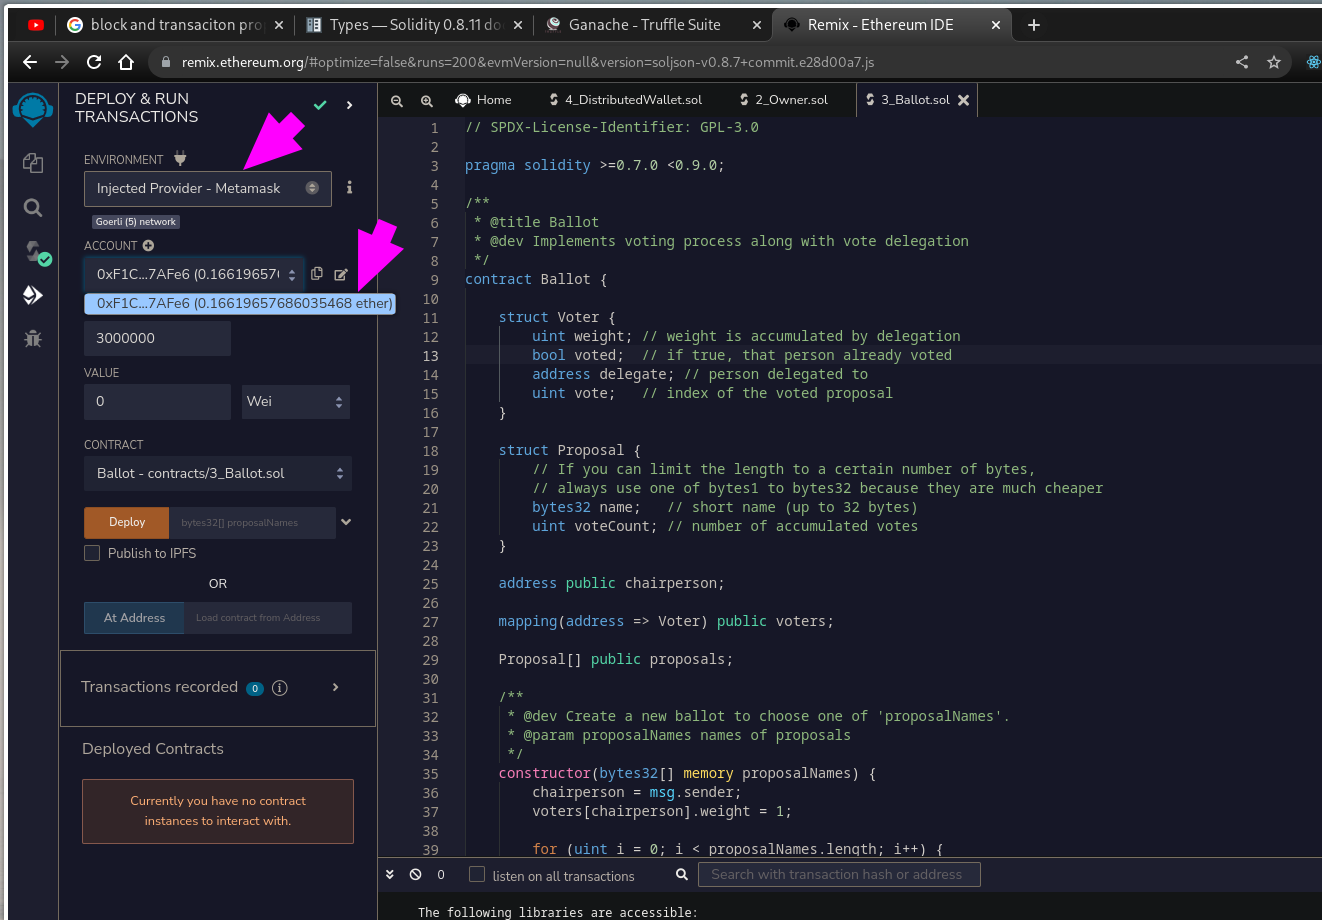 block and transaciton pro
Types — Solidity 0.8.11 do
Ganache - Truffle Suite
Remix - Ethereum IDE
remix.ethereum.org/#optimize=false&runs=200&evmVersion=null&version=soljson-v0.8.7+commit.e28d00a7.js
DEPLOY & RUN
TRANSACTIONS
ENVIRONMENT
Injected Provider - Metamask
Goerli (5) network
ACCOUNT
0xF1C...7AFe6 (0.16619657
0xF1C...7AFe6 (0.16619657686035468 ether)
3000000
VALUE
0
Wei
CONTRACT
Ballot - contracts/3_Ballot.sol
Deploy
bytes32[] proposalNames
Publish to IPFS
OR
At Address
Load contract from Address
Transactions recorded 0
Deployed Contracts
Currently you have no contract
instances to interact with.
Home
4_DistributedWallet.sol
2_Owner.sol
3_Ballot.sol
1 // SPDX-License-Identifier: GPL-3.0
2
3 pragma solidity >=0.7.0 <0.9.0;
4
5 /**
6 * @title Ballot
7 * @dev Implements voting process along with vote delegation
8 */
9 contract Ballot {
10
11 struct Voter {
12 uint weight; // weight is accumulated by delegation
13 bool voted; // if true, that person already voted
14 address delegate; // person delegated to
15 uint vote; // index of the voted proposal
16 }
17
18 struct Proposal {
19 // If you can limit the length to a certain number of bytes,
20 // always use one of bytes1 to bytes32 because they are much cheaper
21 bytes32 name; // short name (up to 32 bytes)
22 uint voteCount; // number of accumulated votes
23 }
24
25 address public chairperson;
26
27 mapping(address => Voter) public voters;
28
29 Proposal[] public proposals;
30
31 /**
32 * @dev Create a new ballot to choose one of 'proposalNames'.
33 * @param proposalNames names of proposals
34 */
35 constructor(bytes32[] memory proposalNames) {
36 chairperson = msg.sender;
37 voters[chairperson].weight = 1;
38
39 for (uint i = 0; i < proposalNames.length; i++) {
0
listen on all transactions
Search with transaction hash or address
The following libraries are accessible: